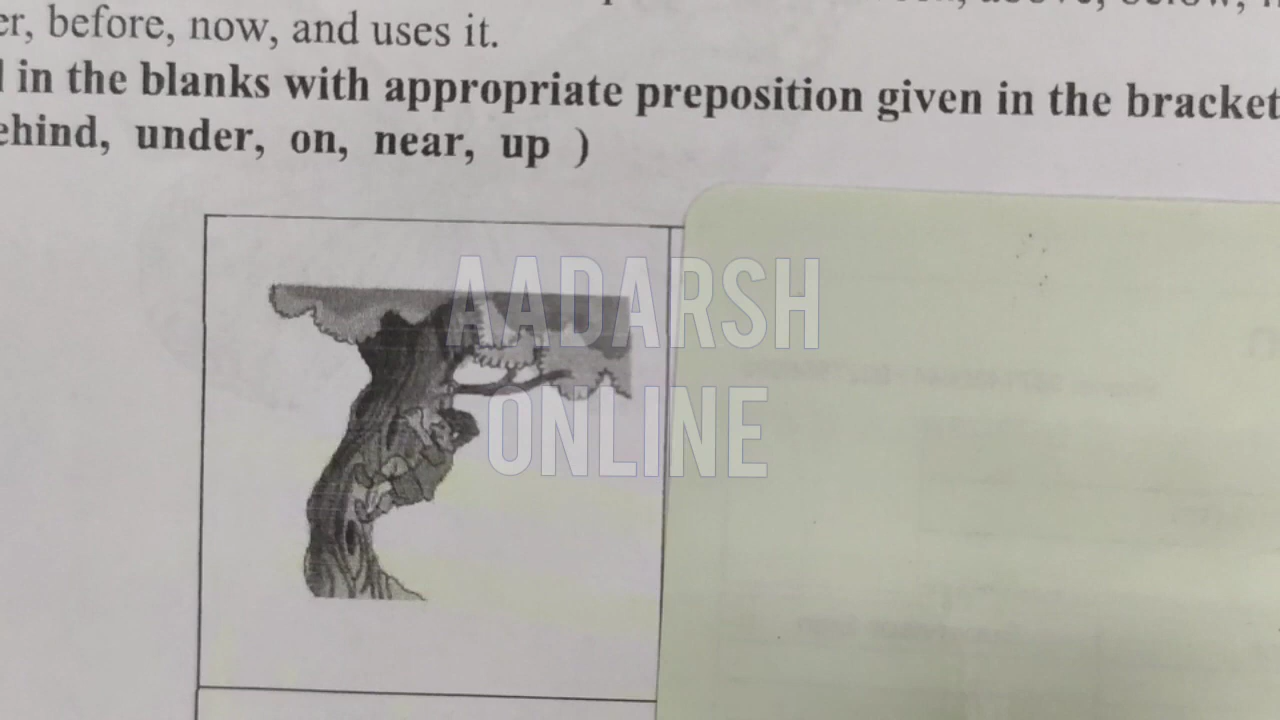 er, before, now, and uses it.
in the blanks with appropriate preposition given in the bracket
ehind, under, on, near, up )
AADARSH
ONLINE